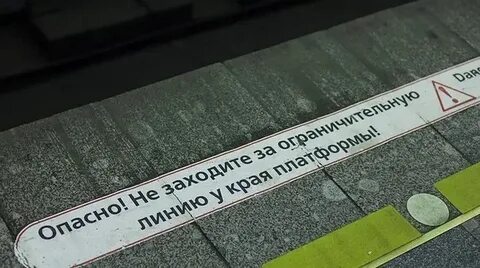 Опасно! Не заходите за ограничительную
линию у края платформы!